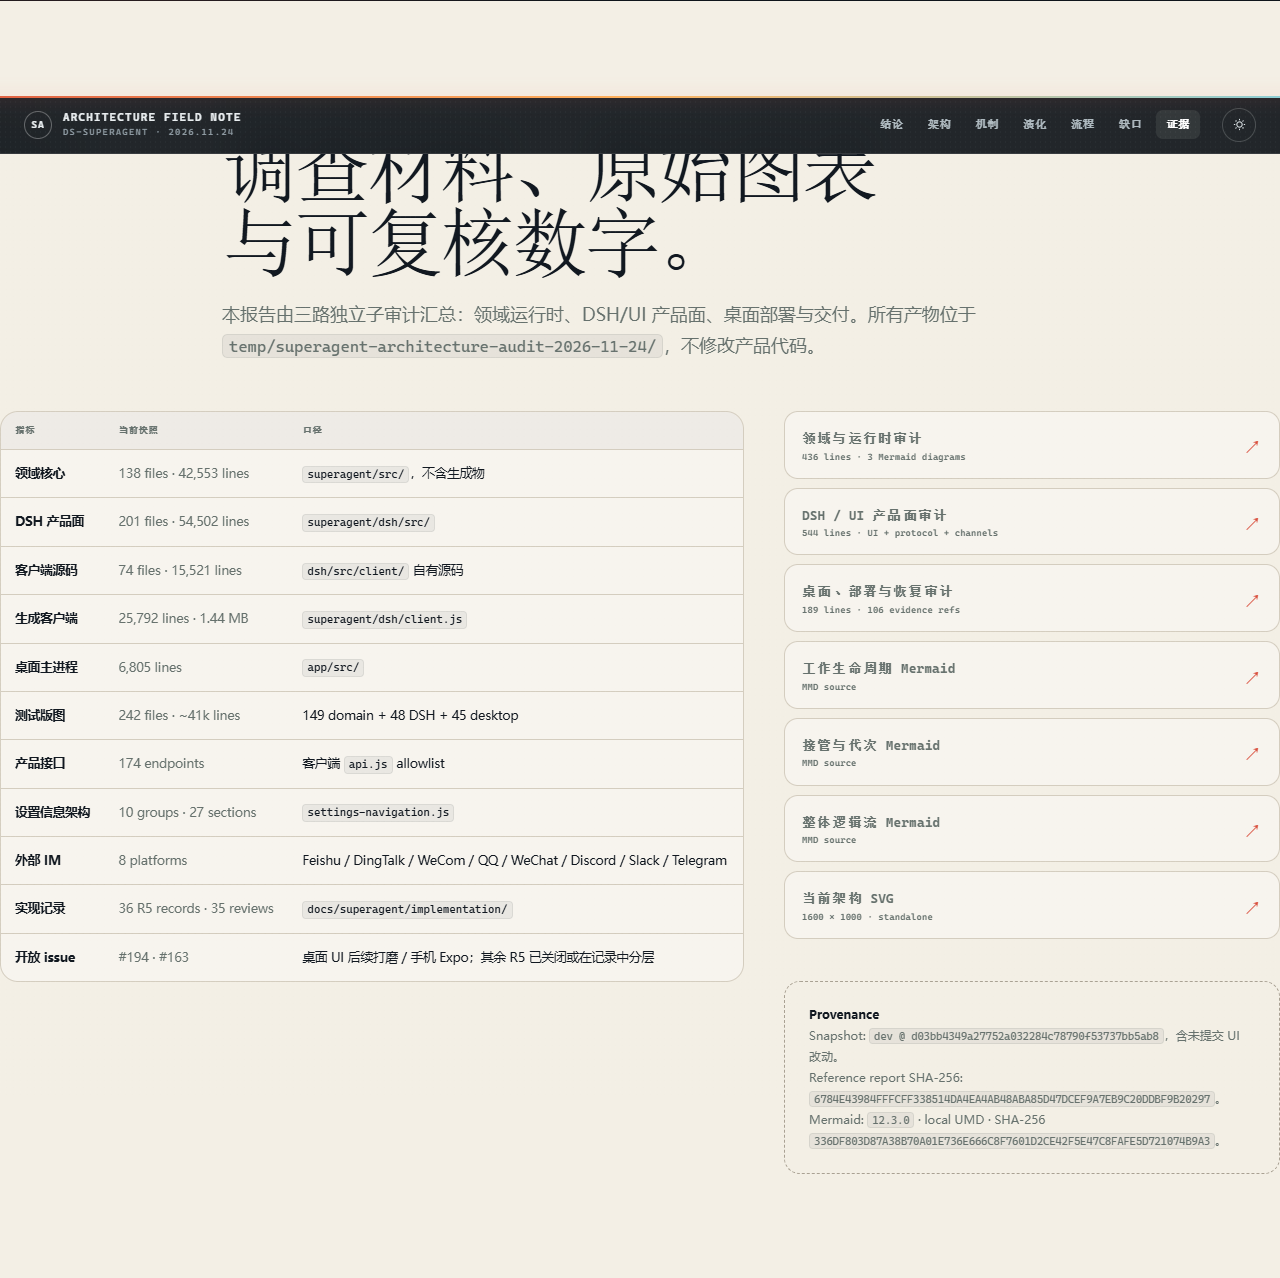 SA
ARCHITECTURE FIELD NOTE
DS-SUPERAGENT · 2026.11.24
结论 架构 机制 演化 流程 缺口 证据
调查材料、原始图表
与可复核数字。
本报告由三路独立子审计汇总：领域运行时、DSH/UI 产品面、桌面部署与交付。所有产物位于
temp/superagent-architecture-audit-2026-11-24/，不修改产品代码。
指标 当前快照 口径
领域核心 138 files · 42,553 lines superagent/src/，不含生成物
DSH 产品面 201 files · 54,502 lines superagent/dsh/src/
客户端源码 74 files · 15,521 lines dsh/src/client/ 自有源码
生成客户端 25,792 lines · 1.44 MB superagent/dsh/client.js
桌面主进程 6,805 lines app/src/
测试版图 242 files · ~41k lines 149 domain + 48 DSH + 45 desktop
产品接口 174 endpoints 客户端 api.js allowlist
设置信息架构 10 groups · 27 sections settings-navigation.js
外部 IM 8 platforms Feishu / DingTalk / WeCom / QQ / WeChat / Discord / Slack / Telegram
实现记录 36 R5 records · 35 reviews docs/superagent/implementation/
开放 issue #194 · #163 桌面 UI 后续打磨 / 手机 Expo；其余 R5 已关闭或在记录中分层
领域与运行时审计 ↗
436 lines · 3 Mermaid diagrams
DSH / UI 产品面审计 ↗
544 lines · UI + protocol + channels
桌面、部署与恢复审计 ↗
189 lines · 106 evidence refs
工作生命周期 Mermaid ↗
MMD source
接管与代次 Mermaid ↗
MMD source
整体逻辑流 Mermaid ↗
MMD source
当前架构 SVG ↗
1600 × 1000 · standalone
Provenance
Snapshot: dev @ d03bb4349a27752a032284c78790f53737bb5ab8，含未提交 UI
改动。
Reference report SHA-256:
6784E43984FFFCFF338514DA4EA4AB48ABA85D47DCEF9A7EB9C20DDBF9B20297。
Mermaid: 12.3.0 · local UMD · SHA-256
336DF803D87A38B70A01E736E666C8F7601D2CE42F5E47C8FAFE5D721074B9A3。